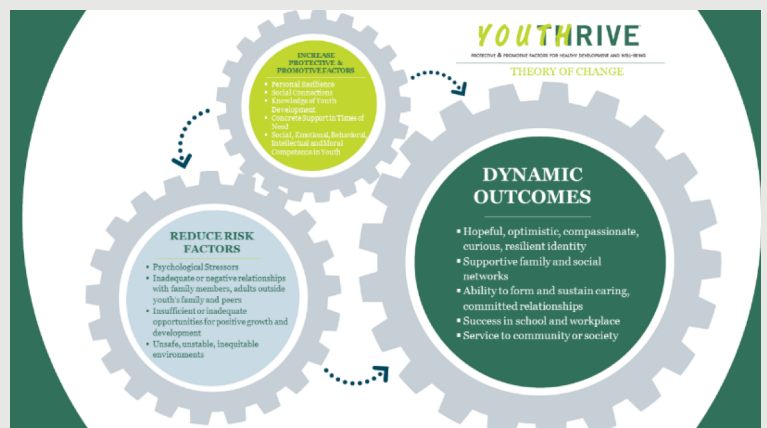 YOUTHRIVE
PROTECTIVE & PROMOTIVE FACTORS FOR HEALTHY DEVELOPMENT AND WELL-BEING
THEORY OF CHANGE
INCREASE
PROTECTIVE &
PROMOTIVE FACTORS
• Personal Resilience
• Social Connections
• Knowledge of Youth
Development
• Concrete Support in Times of
Need
• Social, Emotional, Behavioral,
Intellectual and Moral
Competence in Youth
REDUCE RISK
FACTORS
• Psychological Stressors
• Inadequate or negative relationships
with family members, adults outside
youth's family and peers
• Insufficient or inadequate
opportunities for positive growth and
development
• Unsafe, unstable, inequitable
environments
DYNAMIC
OUTCOMES
▪ Hopeful, optimistic, compassionate,
curious, resilient identity
▪ Supportive family and social
networks
▪ Ability to form and sustain caring,
committed relationships
▪ Success in school and workplace
▪ Service to community or society